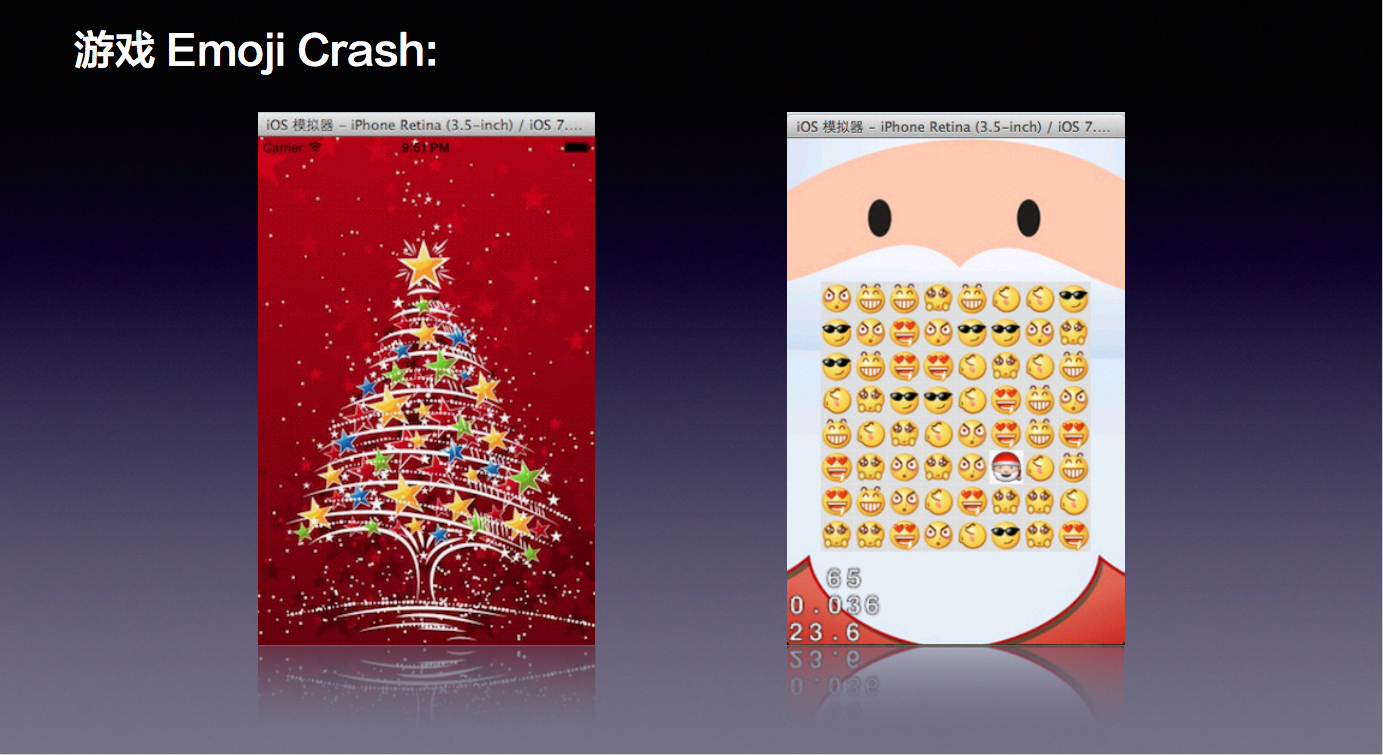 游戏 Emoji Crash:
iOS 模拟器 – iPhone Retina (3.5-inch) / iOS 7....
Carrier 9:51 PM
iOS 模拟器 – iPhone Retina (3.5-inch) / iOS 7....
65
0.036
23.6